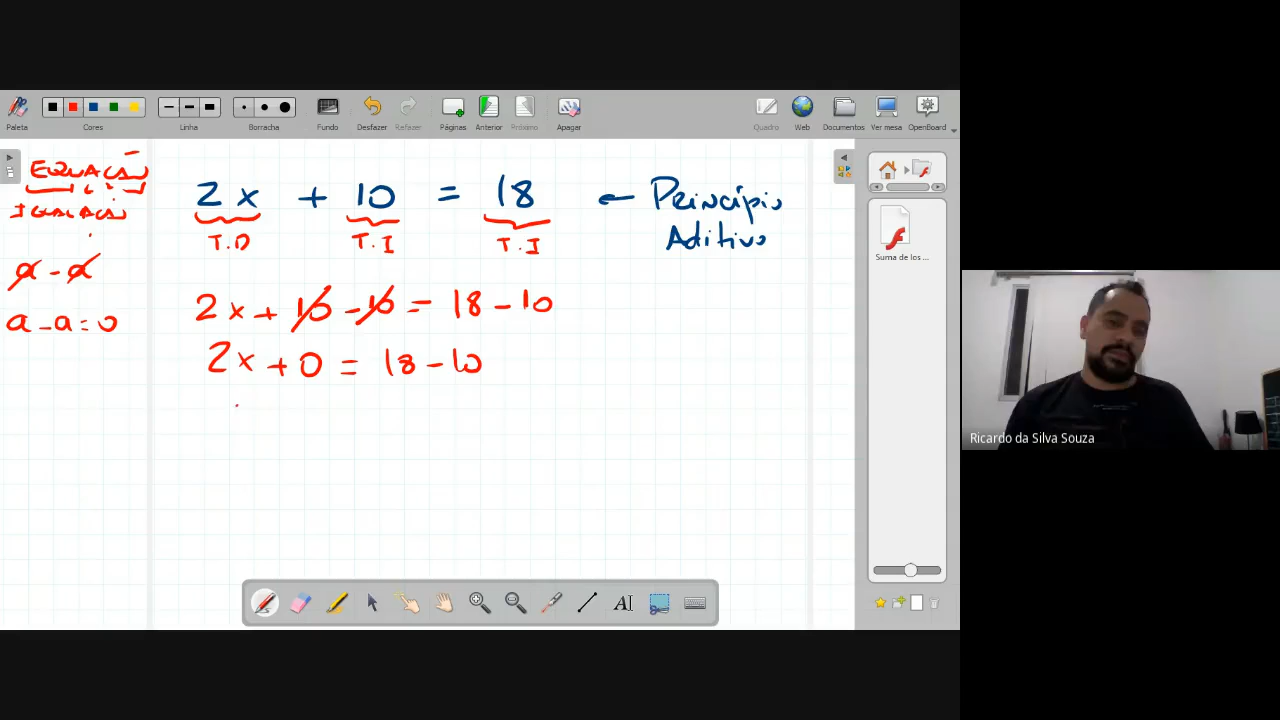 Paleta
Cores
Linha
Borracha
Fundo
Desfazer
Refazer
Páginas
Anterior
Próximo
Apagar
Quadro
Web
Documentos
Ver mesa
OpenBoard
EQUAÇÃO
IGUALAÇÃO
a - a
a - a = 0
2x + 10 = 18 ← Princípio
Aditivo
T.D T.I T.I
2x + 10 - 10 = 18 - 10
2x + 0 = 18 - 10
Suma de los ...
AI
Ricardo da Silva Souza